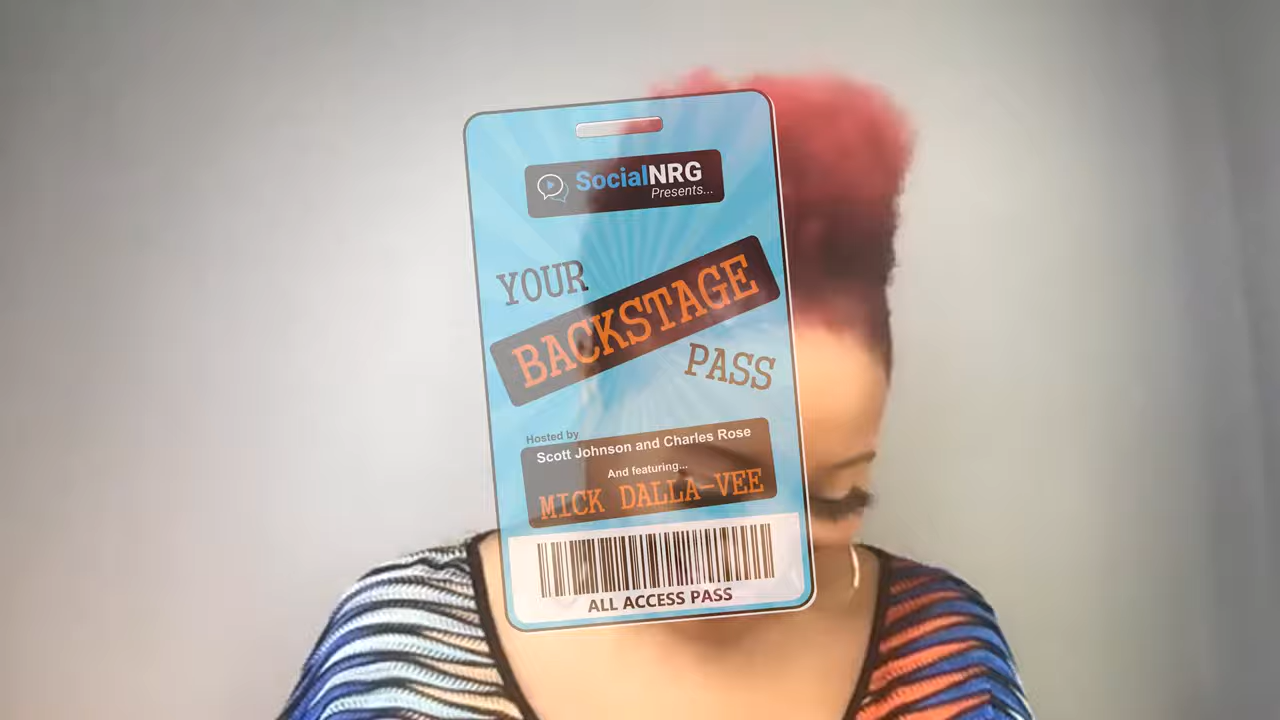 SocialNRG
Presents...
YOUR
BACKSTAGE
PASS
Hosted by
Scott Johnson and Charles Rose
And featuring...
MICK DALLA-VEE
ALL ACCESS PASS